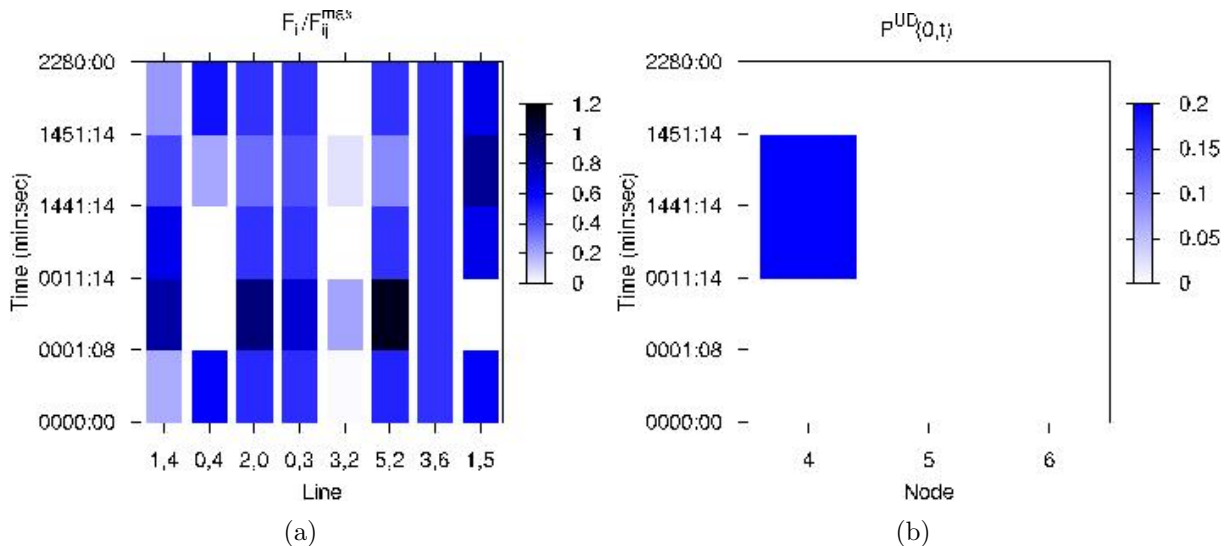 F_i/F_ij^max
2280:00
1451:14
1441:14
0011:14
0001:08
0000:00
Time (min:sec)
1,4 0,4 2,0 0,3 3,2 5,2 3,6 1,5
Line
1.2
1
0.8
0.6
0.4
0.2
0
(a)
P^UD(0,t)
2280:00
1451:14
1441:14
0011:14
0001:08
0000:00
Time (min:sec)
4 5 6
Node
0.2
0.15
0.1
0.05
0
(b)